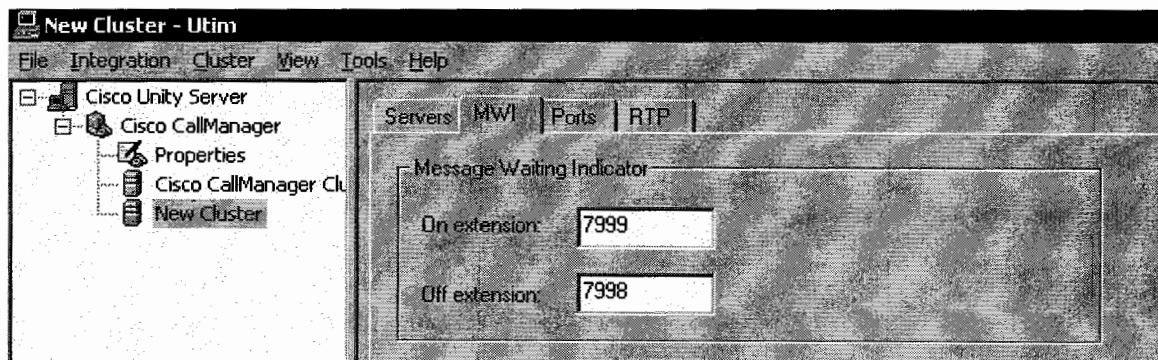 New Cluster - Utim
File Integration Cluster View Tools Help
Cisco Unity Server
Cisco CallManager
Properties
Cisco CallManager Clu
New Cluster
Servers MWI Ports RTP
Message Waiting Indicator
On extension: 7999
Off extension: 7998